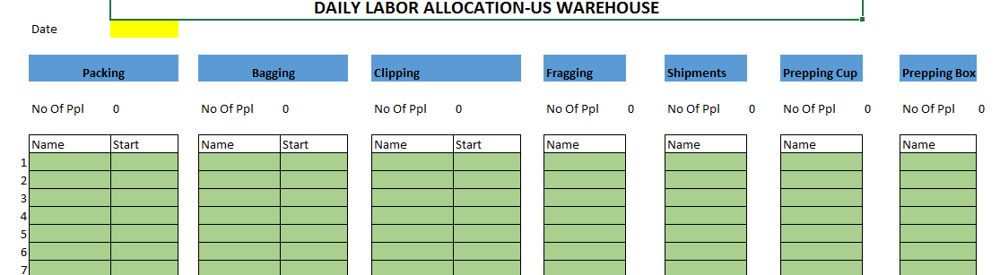 DAILY LABOR ALLOCATION-US WAREHOUSE
Date
Packing Bagging Clipping Fragging Shipments Prepping Cup Prepping Box
No Of Ppl 0 No Of Ppl 0 No Of Ppl 0 No Of Ppl 0 No Of Ppl 0 No Of Ppl 0 No Of Ppl 0
Name Start Name Start Name Start Name Name Name Name
1
2
3
4
5
6
7